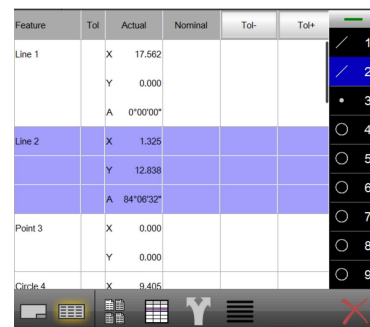 Feature Tol Actual Nominal Tol- Tol+
Line 1 X 17.562 1
Y 0.000 2
A 0°00'00" 3
Line 2 X 1.325 4
Y 12.838 5
A 84°06'32" 6
Point 3 X 0.000 7
Y 0.000 8
Circle 4 X 9.405 9